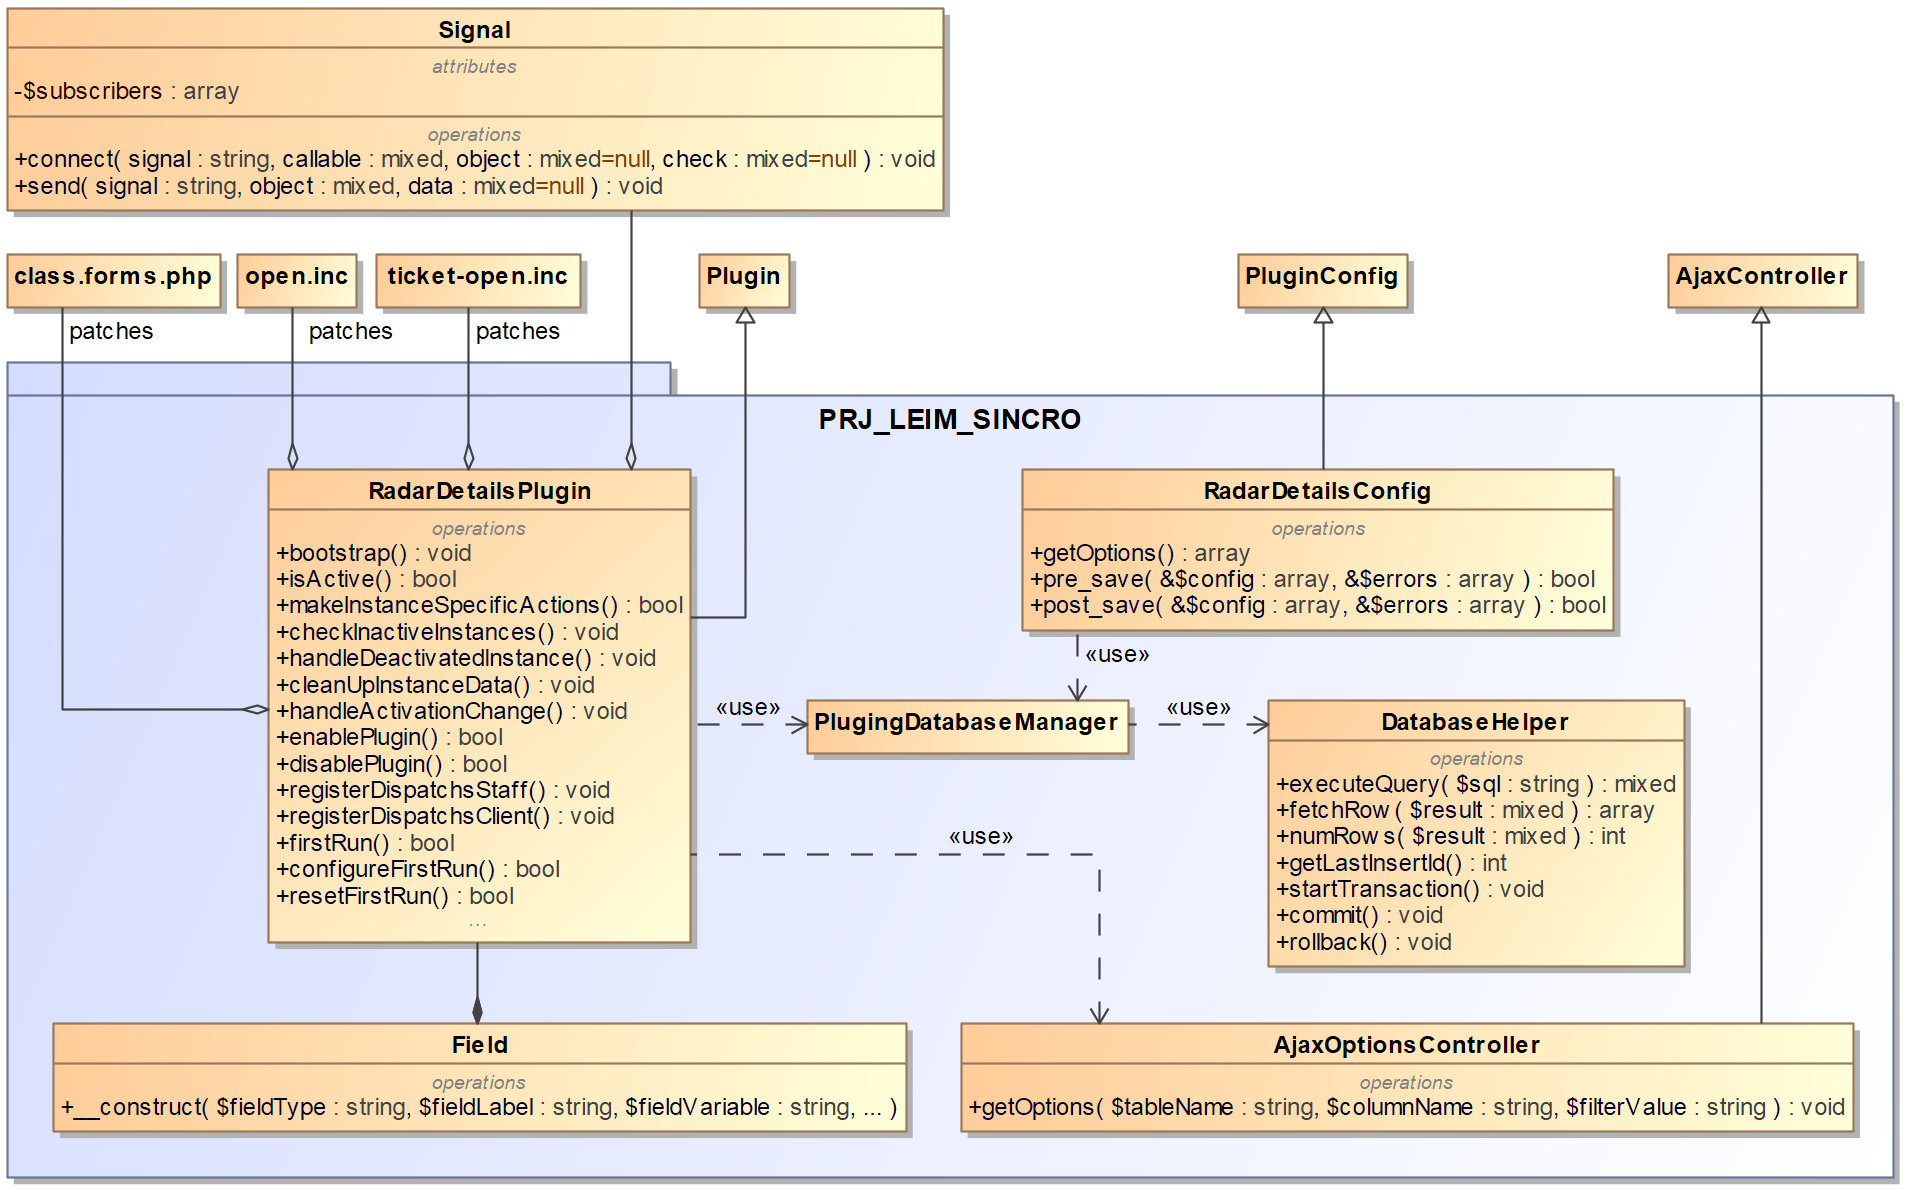 Signal
attributes
-$subscribers : array
operations
+connect( signal : string, callable : mixed, object : mixed=null, check : mixed=null ) : void
+send( signal : string, object : mixed, data : mixed=null ) : void
class.forms.php
open.inc
ticket-open.inc
Plugin
PluginConfig
AjaxController
patches
patches
patches
PRJ_LEIM_SINCRO
RadarDetailsPlugin
operations
+bootstrap() : void
+isActive() : bool
+makeInstanceSpecificActions() : bool
+checkInactiveInstances() : void
+handleDeactivatedInstance() : void
+cleanUpInstanceData() : void
+handleActivationChange() : void
+enablePlugin() : bool
+disablePlugin() : bool
+registerDispatchsStaff() : void
+registerDispatchsClient() : void
+firstRun() : bool
+configureFirstRun() : bool
+resetFirstRun() : bool
...
RadarDetailsConfig
operations
+getOptions() : array
+pre_save( &$config : array, &$errors : array ) : bool
+post_save( &$config : array, &$errors : array ) : bool
«use»
«use»
PlugingDatabaseManager
«use»
DatabaseHelper
operations
+executeQuery( $sql : string ) : mixed
+fetchRow( $result : mixed ) : array
+numRows( $result : mixed ) : int
+getLastInsertId() : int
+startTransaction() : void
+commit() : void
+rollback() : void
«use»
Field
operations
+__construct( $fieldType : string, $fieldLabel : string, $fieldVariable : string, ... )
AjaxOptionsController
operations
+getOptions( $tableName : string, $columnName : string, $filterValue : string ) : void